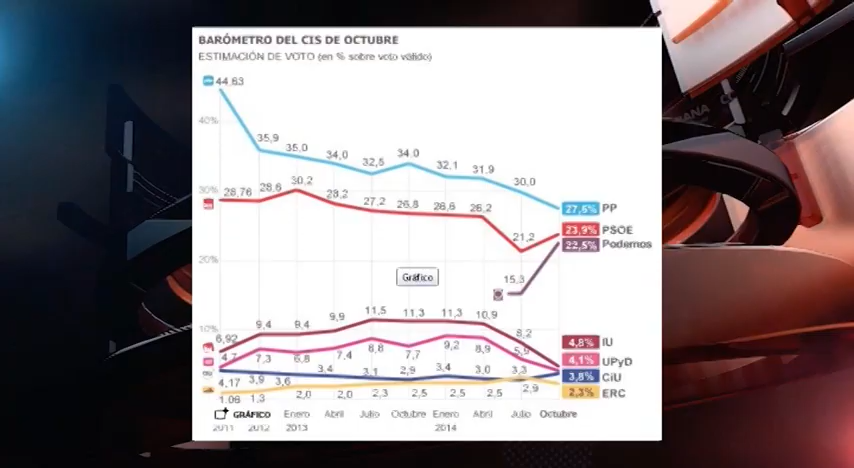 BARÓMETRO DEL CIS DE OCTUBRE
ESTIMACIÓN DE VOTO (en % sobre voto válido)
44,63
40%
35,9 35,0 34,0 32,5 34,0 32,1 31,9 30,0
27,5% PP
30%
28,76 28,6 30,2 28,2 27,2 26,8 26,6 26,2 21,2
23,9% PSOE
22,5% Podemos
20%
Gráfico
15,3
10%
6,92 9,4 9,4 9,9 11,5 11,3 11,3 10,9 8,2
4,8% IU
4,7 7,3 6,8 7,4 8,8 7,7 9,2 8,9 5,9
4,1% UPyD
4,17 3,9 3,6 3,4 3,1 2,9 3,4 3,0 3,3
3,8% CiU
1,06 1,3 2,0 2,0 2,3 2,5 2,5 2,5 2,9
2,3% ERC
GRÁFICO Enero Abril Julio Octubre Enero Abril Julio Octubre
2011 2012 2013 2014